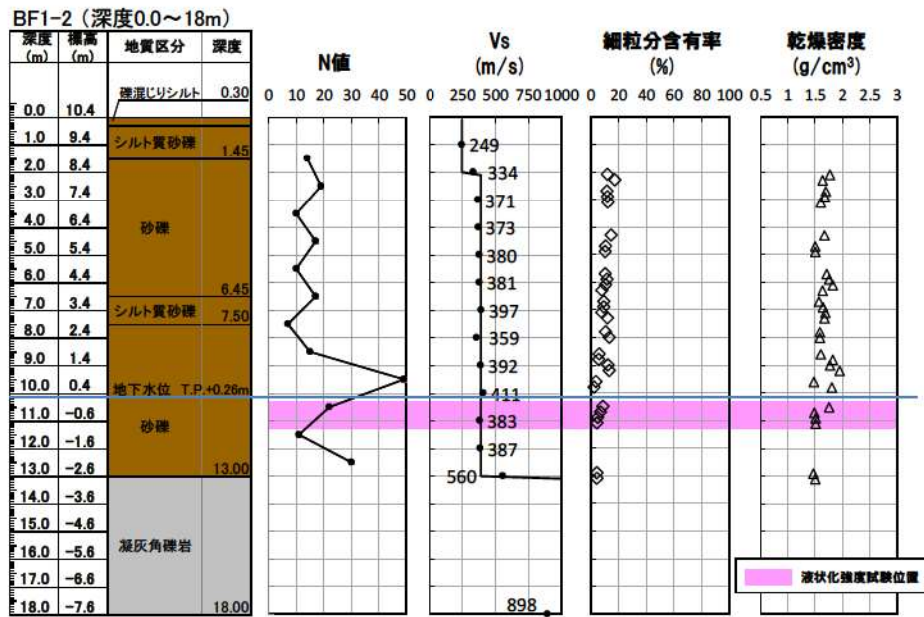 BF1-2（深度0.0～18m）
深度(m) 標高(m) 地質区分 深度
N値
Vs (m/s)
細粒分含有率 (%)
乾燥密度 (g/cm³)
礫混じりシルト 0.30
0 10 20 30 40 50
0 250 500 750 1000
0 20 40 60 80 100
0.5 1 1.5 2 2.5 3
0.0 10.4
1.0 9.4 シルト質砂礫 1.45 249
2.0 8.4 334
3.0 7.4 371
4.0 6.4 砂礫 373
5.0 5.4 380
6.0 4.4 6.45 381
7.0 3.4 シルト質砂礫 7.50 397
8.0 2.4 359
9.0 1.4 392
10.0 0.4 地下水位 T.P.+0.26m 411
11.0 -0.6 砂礫 383
12.0 -1.6 387
13.0 -2.6 13.00 560
14.0 -3.6
15.0 -4.6
16.0 -5.6 凝灰角礫岩
17.0 -6.6 液状化強度試験位置
18.0 -7.6 18.00 898